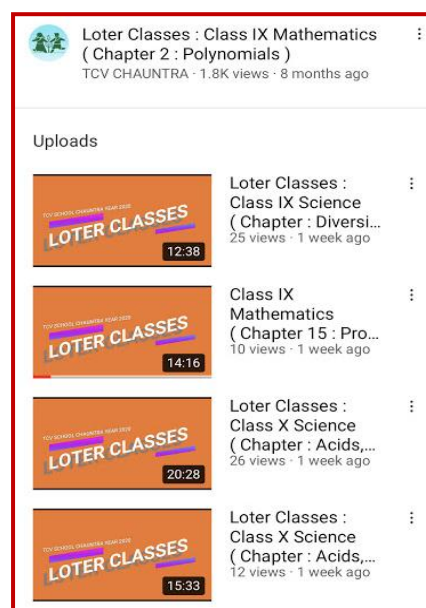 Loter Classes : Class IX Mathematics
( Chapter 2 : Polynomials )
TCV CHAUNTRA · 1.8K views · 8 months ago
Uploads
TCV SCHOOL CHAUNTRA YEAR 2020
LOTER CLASSES
12:38
Loter Classes :
Class IX Science
( Chapter : Diversi...
25 views · 1 week ago
TCV SCHOOL CHAUNTRA YEAR 2020
LOTER CLASSES
14:16
Class IX
Mathematics
( Chapter 15 : Pro...
10 views · 1 week ago
TCV SCHOOL CHAUNTRA YEAR 2020
LOTER CLASSES
20:28
Loter Classes :
Class X Science
( Chapter : Acids,...
26 views · 1 week ago
TCV SCHOOL CHAUNTRA YEAR 2020
LOTER CLASSES
15:33
Loter Classes :
Class X Science
( Chapter : Acids,...
12 views · 1 week ago